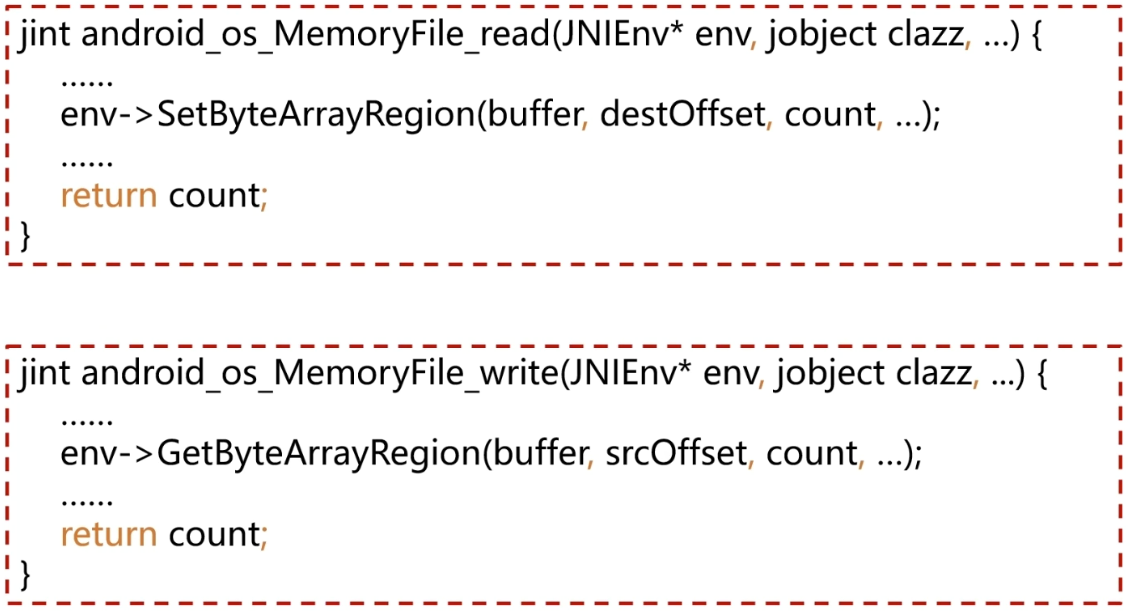 jint android_os_MemoryFile_read(JNIEnv* env, jobject clazz, ...) {
......
env->SetByteArrayRegion(buffer, destOffset, count, ...);
......
return count;
}
jint android_os_MemoryFile_write(JNIEnv* env, jobject clazz, ...) {
......
env->GetByteArrayRegion(buffer, srcOffset, count, ...);
......
return count;
}